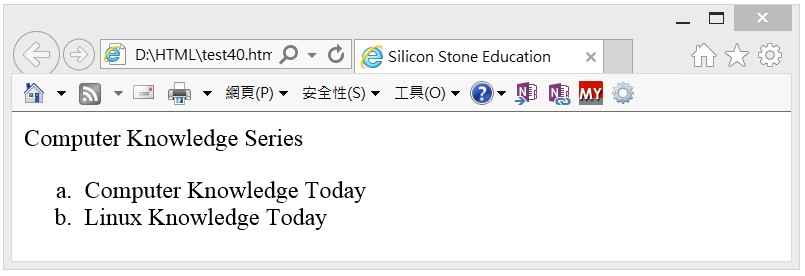 D:\HTML\test40.htm
Silicon Stone Education
網頁(P) 安全性(S) 工具(O) ? N N MY
Computer Knowledge Series
a. Computer Knowledge Today
b. Linux Knowledge Today